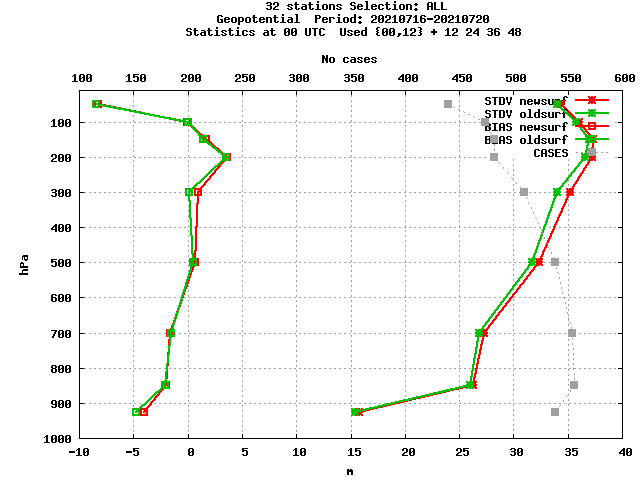 32 stations Selection: ALL
Geopotential  Period: 20210716-20210720
Statistics at 00 UTC  Used {00,12} + 12 24 36 48
No cases
100 150 200 250 300 350 400 450 500 550 600
STDV newsurf
100
STDV oldsurf
BIAS newsurf
BIAS oldsurf
CASES
200
300
400
hPa
500
600
700
800
900
1000
-10 -5 0 5 10 15 20 25 30 35 40
m